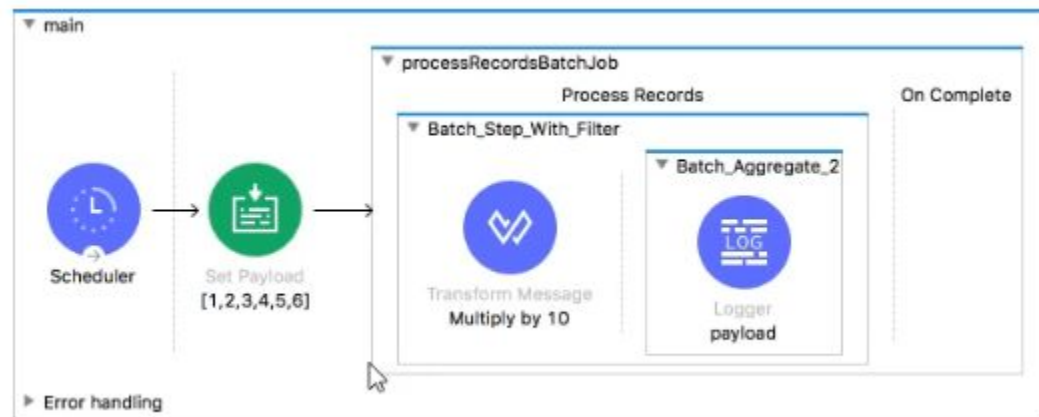 main
processRecordsBatchJob
Process Records
On Complete
Batch_Step_With_Filter
Batch_Aggregate_2
LOG
Scheduler
Set Payload
[1,2,3,4,5,6]
Transform Message
Multiply by 10
Logger
payload
Error handling